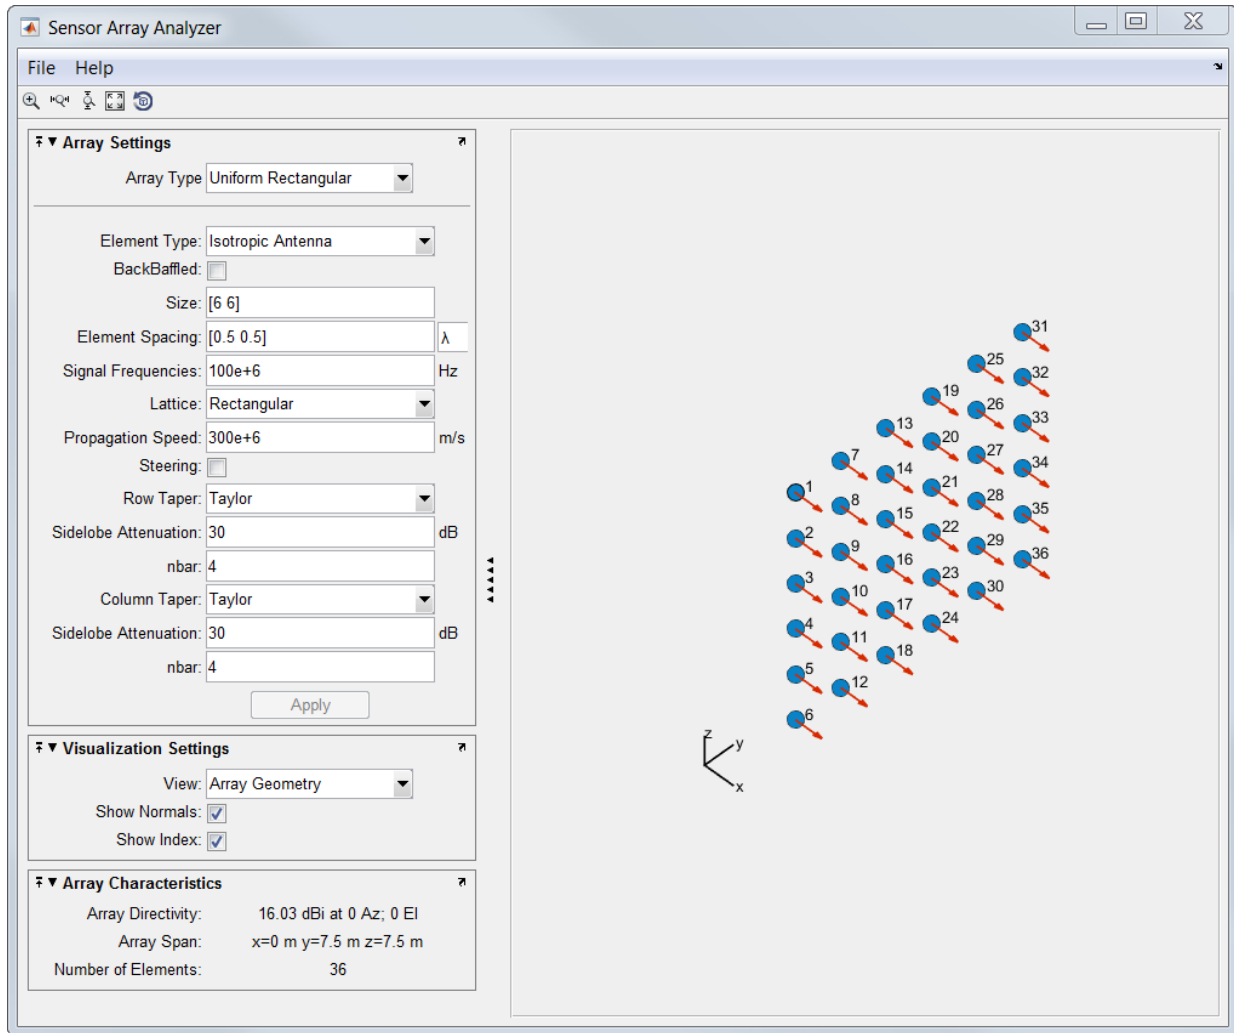 Sensor Array Analyzer
File Help
Array Settings
Array Type Uniform Rectangular
Element Type: Isotropic Antenna
BackBaffled:
Size: [6 6]
Element Spacing: [0.5 0.5] λ
Signal Frequencies: 100e+6 Hz
Lattice: Rectangular
Propagation Speed: 300e+6 m/s
Steering:
Row Taper: Taylor
Sidelobe Attenuation: 30 dB
nbar: 4
Column Taper: Taylor
Sidelobe Attenuation: 30 dB
nbar: 4
Apply
Visualization Settings
View: Array Geometry
Show Normals:
Show Index:
Array Characteristics
Array Directivity: 16.03 dBi at 0 Az; 0 El
Array Span: x=0 m y=7.5 m z=7.5 m
Number of Elements: 36
31
25 32
19 26 33
13 20 27 34
7 14 21 28 35
1 8 15 22 29 36
2 9 16 23 30
3 10 17 24
4 11 18
5 12
6
z
y
x